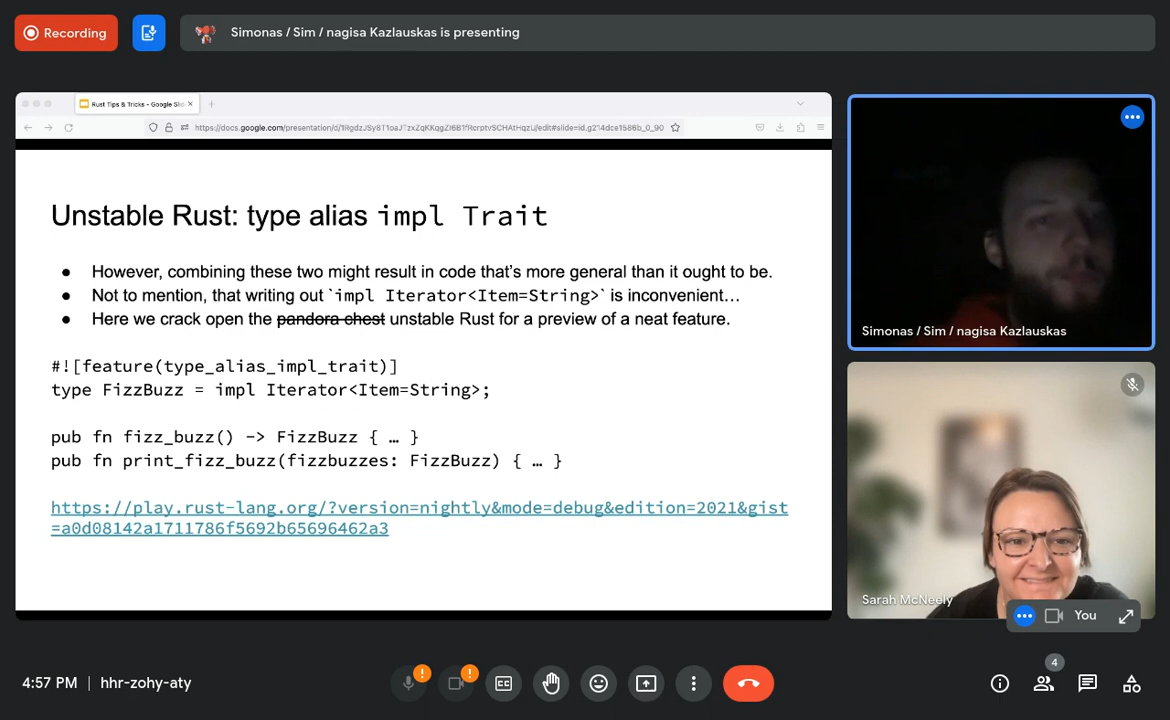 Recording
Simonas / Sim / nagisa Kazlauskas is presenting
Rust Tips & Tricks - Google Slid
Unstable Rust: type alias impl Trait
● However, combining these two might result in code that's more general than it ought to be.
● Not to mention, that writing out `impl Iterator<Item=String>` is inconvenient…
● Here we crack open the pandora chest unstable Rust for a preview of a neat feature.
#![feature(type_alias_impl_trait)]
type FizzBuzz = impl Iterator<Item=String>;
pub fn fizz_buzz() -> FizzBuzz { … }
pub fn print_fizz_buzz(fizzbuzzes: FizzBuzz) { … }
https://play.rust-lang.org/?version=nightly&mode=debug&edition=2021&gist
=a0d08142a1711786f5692b65696462a3
Simonas / Sim / nagisa Kazlauskas
Sarah McNeely
You
4:57 PM | hhr-zohy-aty
4